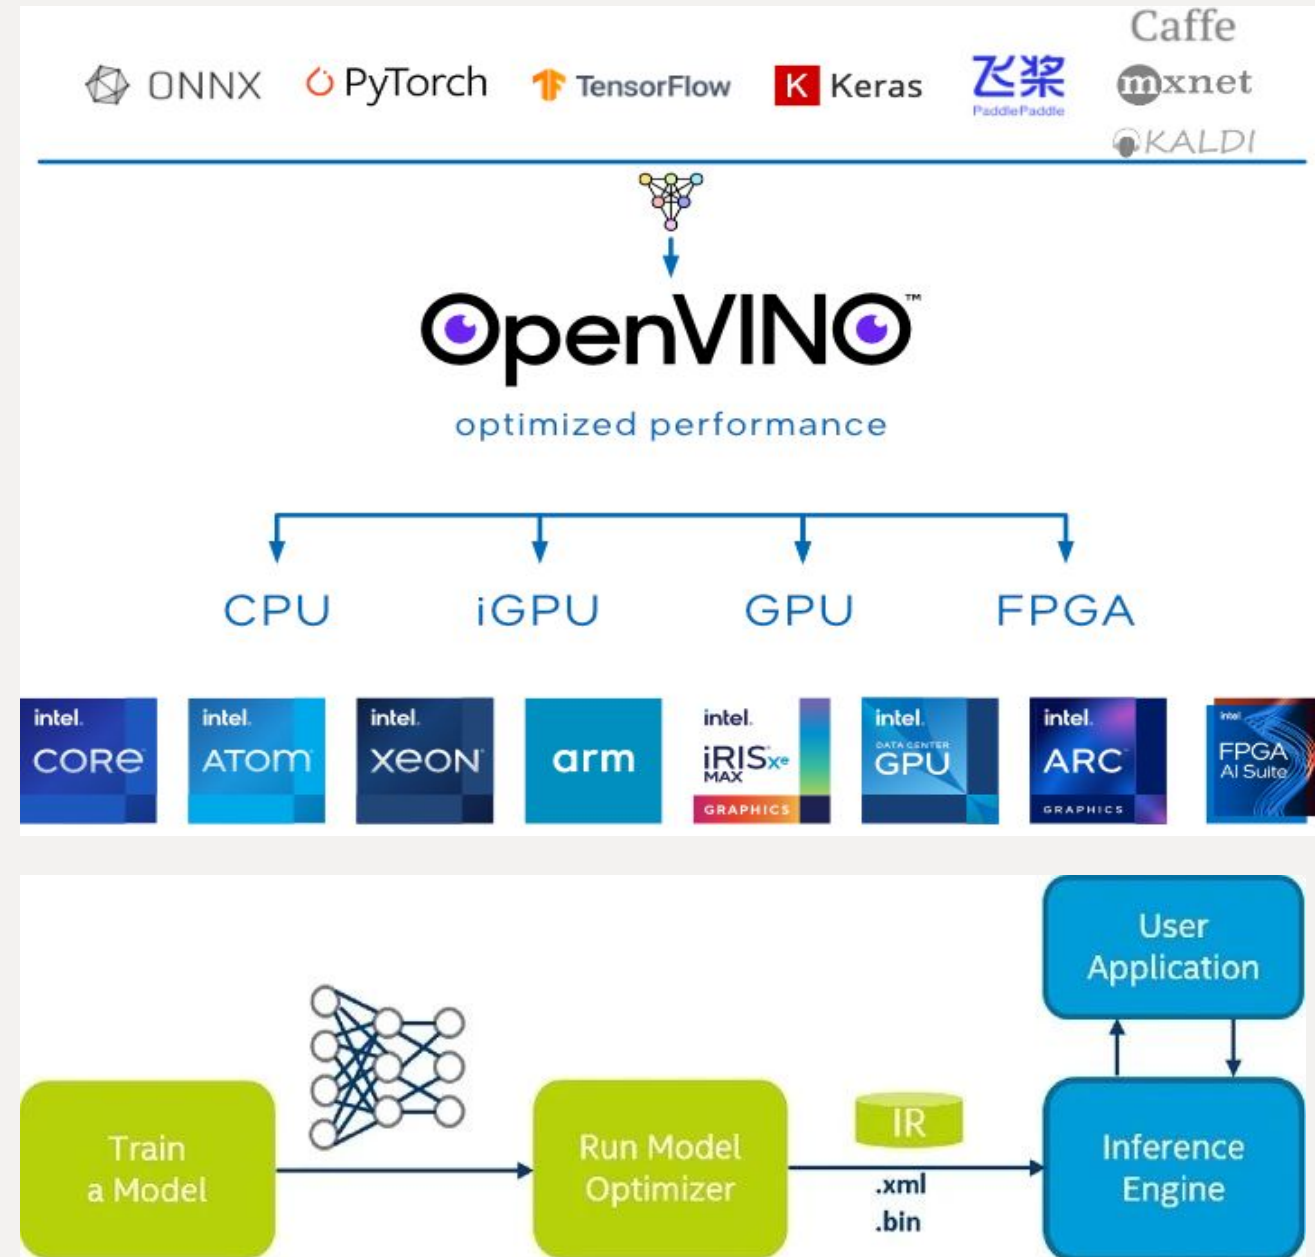 ONNX
PyTorch
TensorFlow
K Keras
飞桨
PaddlePaddle
Caffe
mxnet
KALDI
OpenVINO™
optimized performance
CPU
iGPU
GPU
FPGA
intel.
CORe
intel.
ATOM
intel.
xeon
arm
intel.
iRISxe
MAX
GRAPHICS
intel.
DATA CENTER
GPU
intel.
ARC
GRAPHICS
intel
FPGA
AI Suite
User
Application
Train
a Model
Run Model
Optimizer
IR
.xml
.bin
Inference
Engine